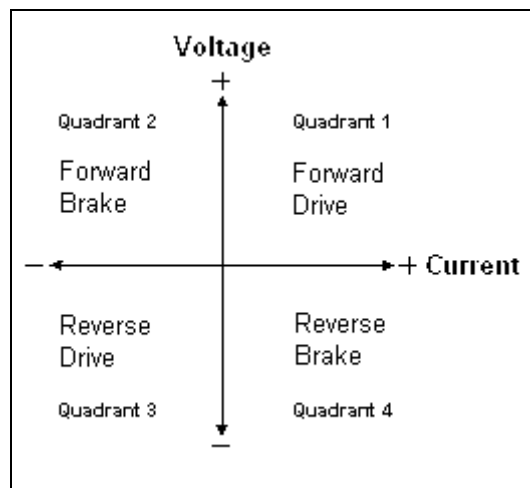 Voltage
+
Quadrant 2
Quadrant 1
Forward
Brake
Forward
Drive
−
+ Current
Reverse
Drive
Reverse
Brake
Quadrant 3
Quadrant 4
−